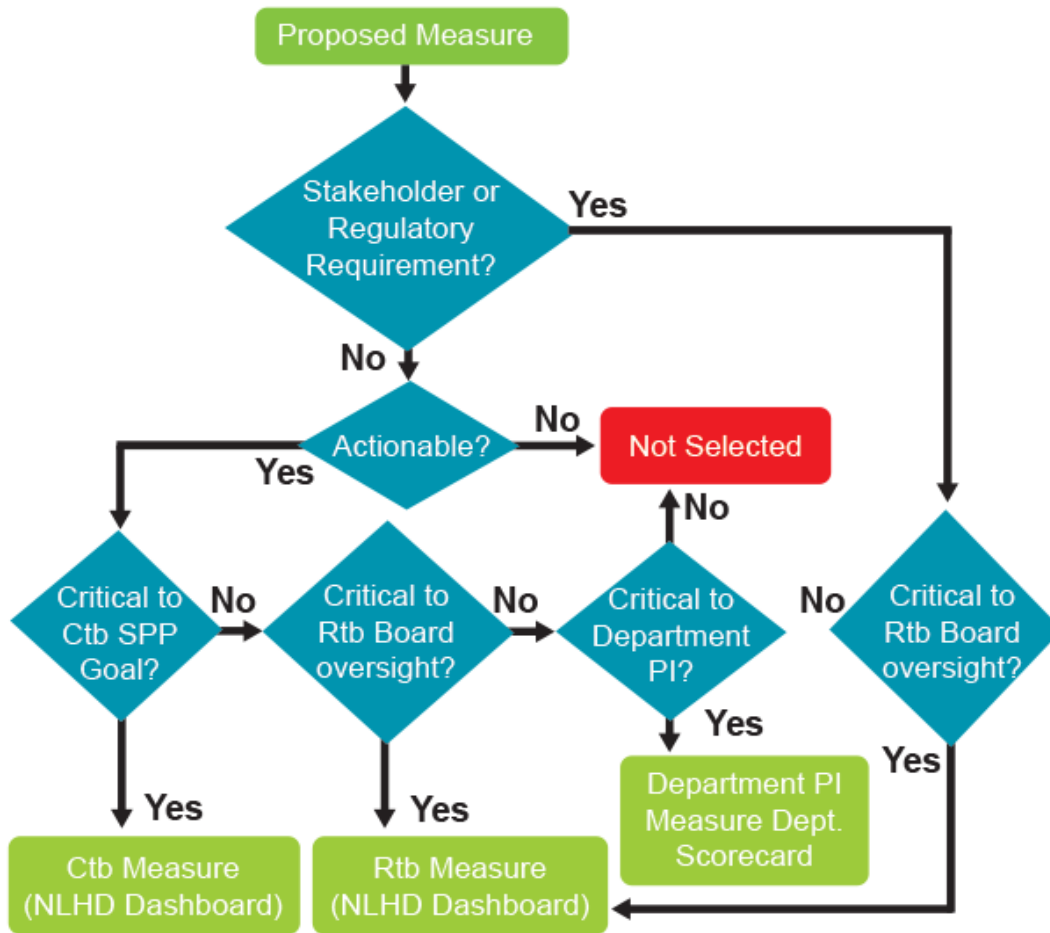 Proposed Measure
Stakeholder or
Regulatory
Requirement?
Yes
No
Actionable?
No
Not Selected
Yes
No
Critical to
Ctb SPP
Goal?
No
Critical to
Rtb Board
oversight?
No
Critical to
Department
PI?
No
Critical to
Rtb Board
oversight?
Yes
Yes
Yes
Yes
Department PI
Measure Dept.
Scorecard
Ctb Measure
(NLHD Dashboard)
Rtb Measure
(NLHD Dashboard)